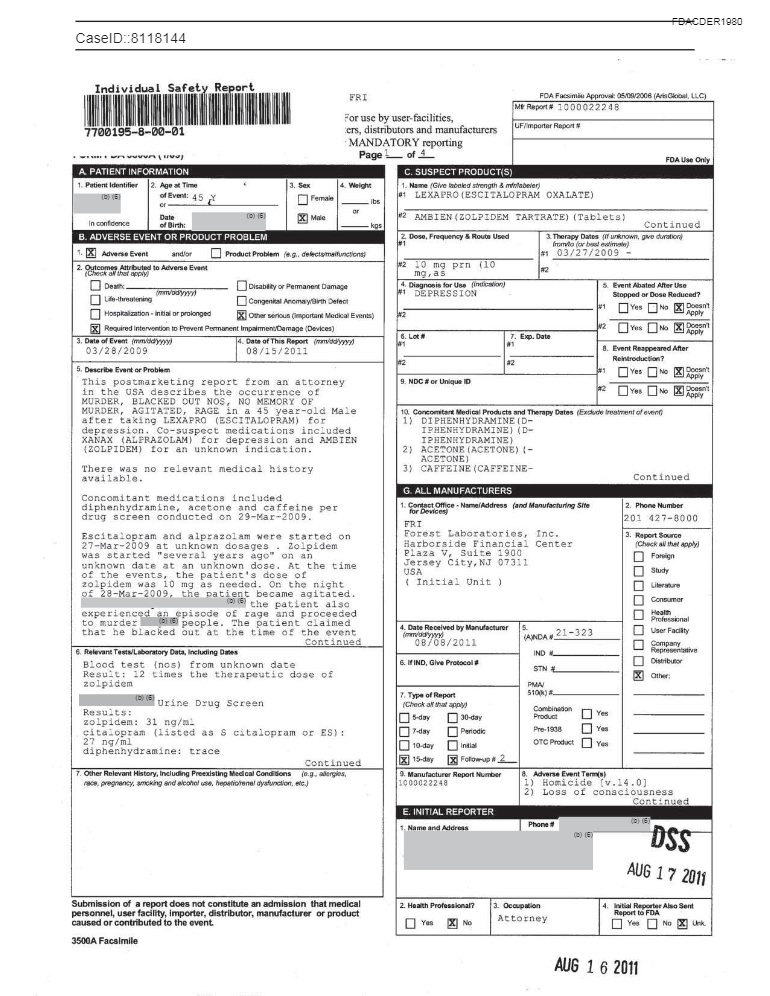 FDACDER1980
CaseID::8118144
Individual Safety Report
7700195-8-00-01
FRI
For use by user-facilities,
ers, distributors and manufacturers
MANDATORY reporting
Page 1 of 4
FDA Facsimile Approval: 05/09/2006 (ArisGlobal, LLC)
Mfr Report # 1000022248
UF/Importer Report #
FDA Use Only
A. PATIENT INFORMATION
1. Patient Identifier
(b) (6)
In confidence
2. Age at Time
of Event: 45 Y
or
Date
of Birth:
(b) (6)
3. Sex
Female
X Male
4. Weight
lbs
or
kgs
B. ADVERSE EVENT OR PRODUCT PROBLEM
1. X Adverse Event and/or Product Problem (e.g., defects/malfunctions)
2. Outcomes Attributed to Adverse Event
(Check all that apply)
Death:
(mm/dd/yyyy)
Disability or Permanent Damage
Life-threatening
Congenital Anomaly/Birth Defect
Hospitalization - initial or prolonged
X Other serious (Important Medical Events)
X Required Intervention to Prevent Permanent Impairment/Damage (Devices)
3. Date of Event (mm/dd/yyyy)
03/28/2009
4. Date of This Report (mm/dd/yyyy)
08/15/2011
5. Describe Event or Problem
This postmarketing report from an attorney
in the USA describes the occurrence of
MURDER, BLACKED OUT NOS, NO MEMORY OF
MURDER, AGITATED, RAGE in a 45 year-old Male
after taking LEXAPRO (ESCITALOPRAM) for
depression. Co-suspect medications included
XANAX (ALPRAZOLAM) for depression and AMBIEN
(ZOLPIDEM) for an unknown indication.
There was no relevant medical history
available.
Concomitant medications included
diphenhydramine, acetone and caffeine per
drug screen conducted on 29-Mar-2009.
Escitalopram and alprazolam were started on
27-Mar-2009 at unknown dosages . Zolpidem
was started "several years ago" on an
unknown date at an unknown dose. At the time
of the events, the patient's dose of
zolpidem was 10 mg as needed. On the night
of 28-Mar-2009, the patient became agitated.
(b) (6) the patient also
experienced an episode of rage and proceeded
to murder (b) (6) people. The patient claimed
that he blacked out at the time of the event
Continued
6. Relevant Tests/Laboratory Data, Including Dates
Blood test (nos) from unknown date
Result: 12 times the therapeutic dose of
zolpidem
(b) (6) Urine Drug Screen
Results:
zolpidem: 31 ng/ml
citalopram (listed as S citalopram or ES):
27 ng/ml
diphenhydramine: trace
Continued
7. Other Relevant History, Including Preexisting Medical Conditions (e.g., allergies,
race, pregnancy, smoking and alcohol use, hepatic/renal dysfunction, etc.)
Submission of a report does not constitute an admission that medical
personnel, user facility, importer, distributor, manufacturer or product
caused or contributed to the event.
3500A Facsimile
C. SUSPECT PRODUCT(S)
1. Name (Give labeled strength & mfr/labeler)
#1 LEXAPRO(ESCITALOPRAM OXALATE)
#2 AMBIEN(ZOLPIDEM TARTRATE)(Tablets)
Continued
2. Dose, Frequency & Route Used
#1
#2 10 mg prn (10
mg,as
3. Therapy Dates (If unknown, give duration)
from/to (or best estimate)
#1 03/27/2009 -
#2
4. Diagnosis for Use (Indication)
#1 DEPRESSION
#2
5. Event Abated After Use
Stopped or Dose Reduced?
#1 Yes No X Doesn't Apply
#2 Yes No X Doesn't Apply
6. Lot #
#1
#2
7. Exp. Date
#1
#2
8. Event Reappeared After
Reintroduction?
#1 Yes No X Doesn't Apply
#2 Yes No X Doesn't Apply
9. NDC # or Unique ID
10. Concomitant Medical Products and Therapy Dates (Exclude treatment of event)
1) DIPHENHYDRAMINE(D-
IPHENHYDRAMINE)(D-
IPHENHYDRAMINE)
2) ACETONE(ACETONE)(-
ACETONE)
3) CAFFEINE(CAFFEINE-
Continued
G. ALL MANUFACTURERS
1. Contact Office - Name/Address (and Manufacturing Site
for Devices)
FRI
Forest Laboratories, Inc.
Harborside Financial Center
Plaza V, Suite 1900
Jersey City,NJ 07311
USA
( Initial Unit )
2. Phone Number
201 427-8000
3. Report Source
(Check all that apply)
Foreign
Study
Literature
Consumer
Health
Professional
User Facility
Company
Representative
Distributor
X Other:
4. Date Received by Manufacturer
(mm/dd/yyyy)
08/08/2011
5.
(A)NDA # 21-323
IND #
STN #
PMA/
510(k) #
Combination
Product Yes
Pre-1938 Yes
OTC Product Yes
6. If IND, Give Protocol #
7. Type of Report
(Check all that apply)
5-day 30-day
7-day Periodic
10-day Initial
X 15-day X Follow-up # 2
9. Manufacturer Report Number
1000022248
8. Adverse Event Term(s)
1) Homicide [v.14.0]
2) Loss of consciousness
Continued
E. INITIAL REPORTER
1. Name and Address
Phone #
(b) (6)
(b) (6)
DSS
AUG 17 2011
2. Health Professional?
Yes X No
3. Occupation
Attorney
4. Initial Reporter Also Sent
Report to FDA
Yes No X Unk.
AUG 16 2011